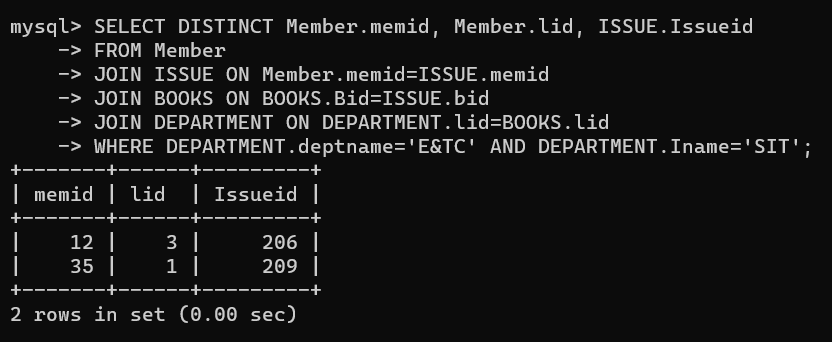 mysql> SELECT DISTINCT Member.memid, Member.lid, ISSUE.Issueid
    -> FROM Member
    -> JOIN ISSUE ON Member.memid=ISSUE.memid
    -> JOIN BOOKS ON BOOKS.Bid=ISSUE.bid
    -> JOIN DEPARTMENT ON DEPARTMENT.lid=BOOKS.lid
    -> WHERE DEPARTMENT.deptname='E&TC' AND DEPARTMENT.Iname='SIT';
+-------+------+---------+
| memid | lid  | Issueid |
+-------+------+---------+
|    12 |    3 |     206 |
|    35 |    1 |     209 |
+-------+------+---------+
2 rows in set (0.00 sec)